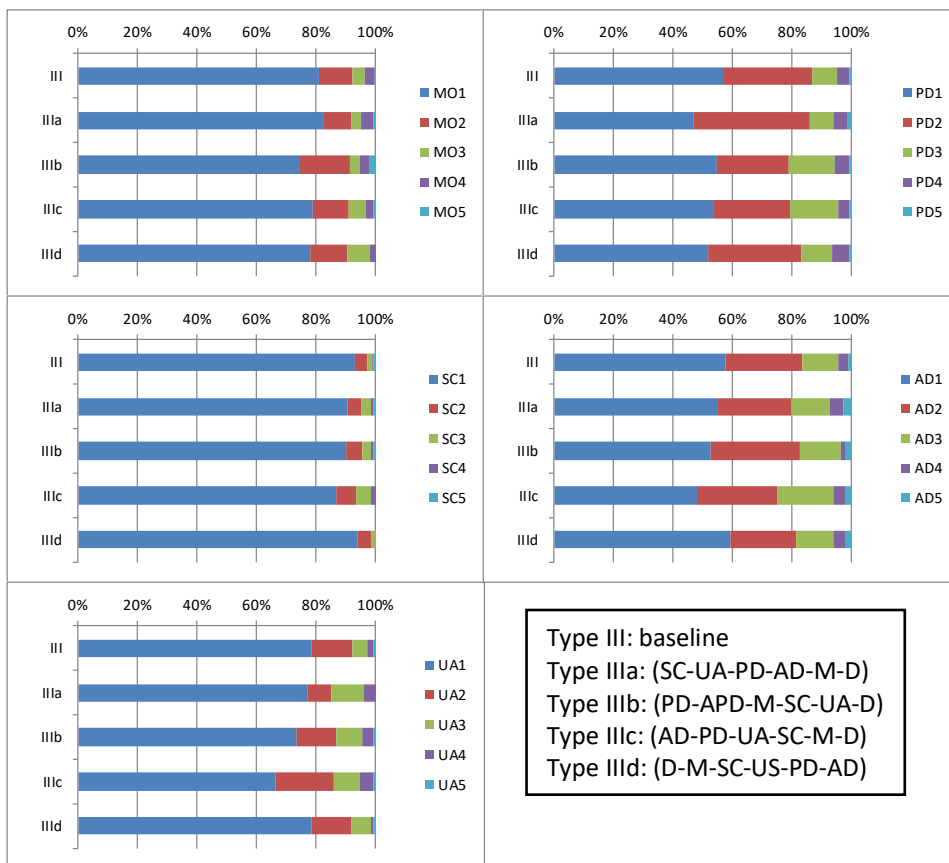 0% 20% 40% 60% 80% 100%
III
IIIa
IIIb
IIIc
IIId
MO1
MO2
MO3
MO4
MO5
0% 20% 40% 60% 80% 100%
III
IIIa
IIIb
IIIc
IIId
PD1
PD2
PD3
PD4
PD5
0% 20% 40% 60% 80% 100%
III
IIIa
IIIb
IIIc
IIId
SC1
SC2
SC3
SC4
SC5
0% 20% 40% 60% 80% 100%
III
IIIa
IIIb
IIIc
IIId
AD1
AD2
AD3
AD4
AD5
0% 20% 40% 60% 80% 100%
III
IIIa
IIIb
IIIc
IIId
UA1
UA2
UA3
UA4
UA5
Type III: baseline
Type IIIa: (SC-UA-PD-AD-M-D)
Type IIIb: (PD-APD-M-SC-UA-D)
Type IIIc: (AD-PD-UA-SC-M-D)
Type IIId: (D-M-SC-US-PD-AD)